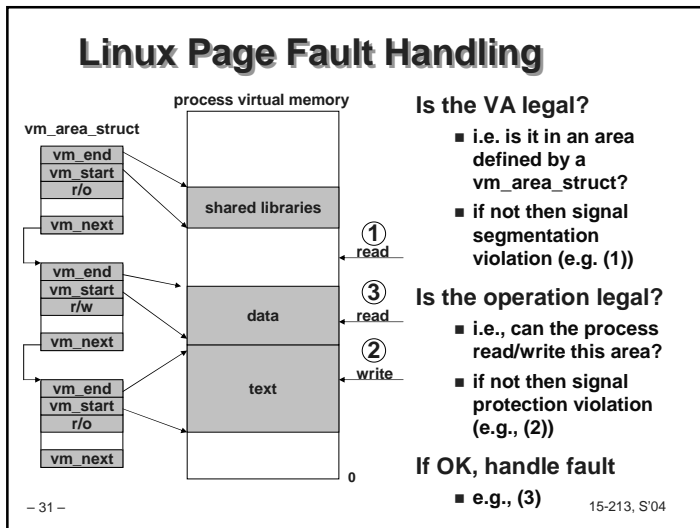 Linux Page Fault Handling
process virtual memory
vm_area_struct
vm_end
vm_start
r/o
vm_next
vm_end
vm_start
r/w
vm_next
vm_end
vm_start
r/o
vm_next
shared libraries
1
read
3
data
read
2
write
text
0
Is the VA legal?
■ i.e. is it in an area
defined by a
vm_area_struct?
■ if not then signal
segmentation
violation (e.g. (1))
Is the operation legal?
■ i.e., can the process
read/write this area?
■ if not then signal
protection violation
(e.g., (2))
If OK, handle fault
■ e.g., (3)
– 31 –
15-213, S'04